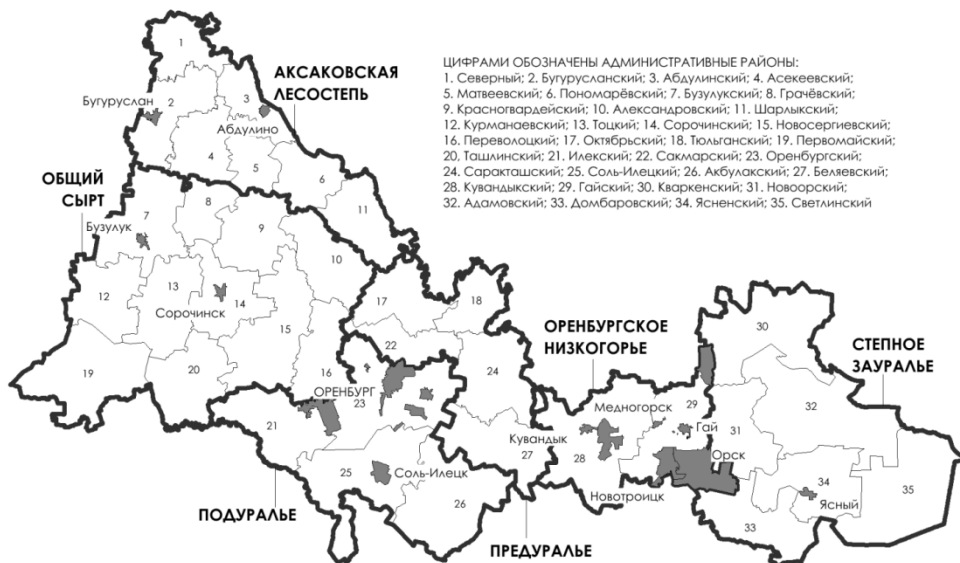 ЦИФРАМИ ОБОЗНАЧЕНЫ АДМИНИСТРАТИВНЫЕ РАЙОНЫ:
1. Северный; 2. Бугурусланский; 3. Абдулинский; 4. Асекеевский;
5. Матвеевский; 6. Пономарёвский; 7. Бузулукский; 8. Грачёвский;
9. Красногвардейский; 10. Александровский; 11. Шарлыкский;
12. Курманаевский; 13. Тоцкий; 14. Сорочинский; 15. Новосергиевский;
16. Переволоцкий; 17. Октябрьский; 18. Тюльганский; 19. Первомайский;
20. Ташлинский; 21. Илекский; 22. Сакмарский; 23. Оренбургский;
24. Саракташский; 25. Соль-Илецкий; 26. Акбулакский; 27. Беляевский;
28. Кувандыкский; 29. Гайский; 30. Кваркенский; 31. Новоорский;
32. Адамовский; 33. Домбаровский; 34. Ясненский; 35. Светлинский
1
АКСАКОВСКАЯ
ЛЕСОСТЕПЬ
Бугуруслан
2
3
Абдулино
4
5
6
ОБЩИЙ
СЫРТ
7
8
9
10
11
Бузулук
12
13
Сорочинск
14
15
16
17
18
19
20
22
ОРЕНБУРГ
23
24
21
25
Соль-Илецк
26
27
ПОДУРАЛЬЕ
ПРЕДУРАЛЬЕ
ОРЕНБУРГСКОЕ
НИЗКОГОРЬЕ
Медногорск
29
Гай
Кувандык
28
Орск
Новотроицк
30
СТЕПНОЕ
ЗАУРАЛЬЕ
31
32
33
34
Ясный
35